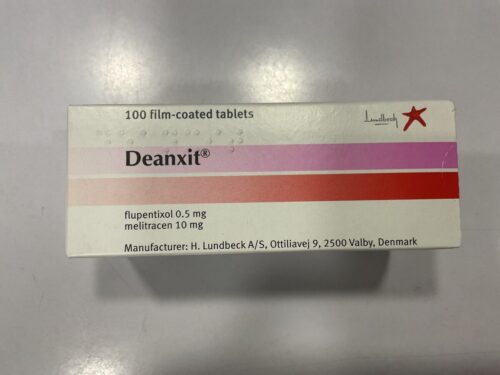 100 film-coated tablets
Lundbeck
Deanxit®
flupentixol 0.5 mg
melitracen 10 mg
Manufacturer: H. Lundbeck A/S, Ottiliavej 9, 2500 Valby, Denmark